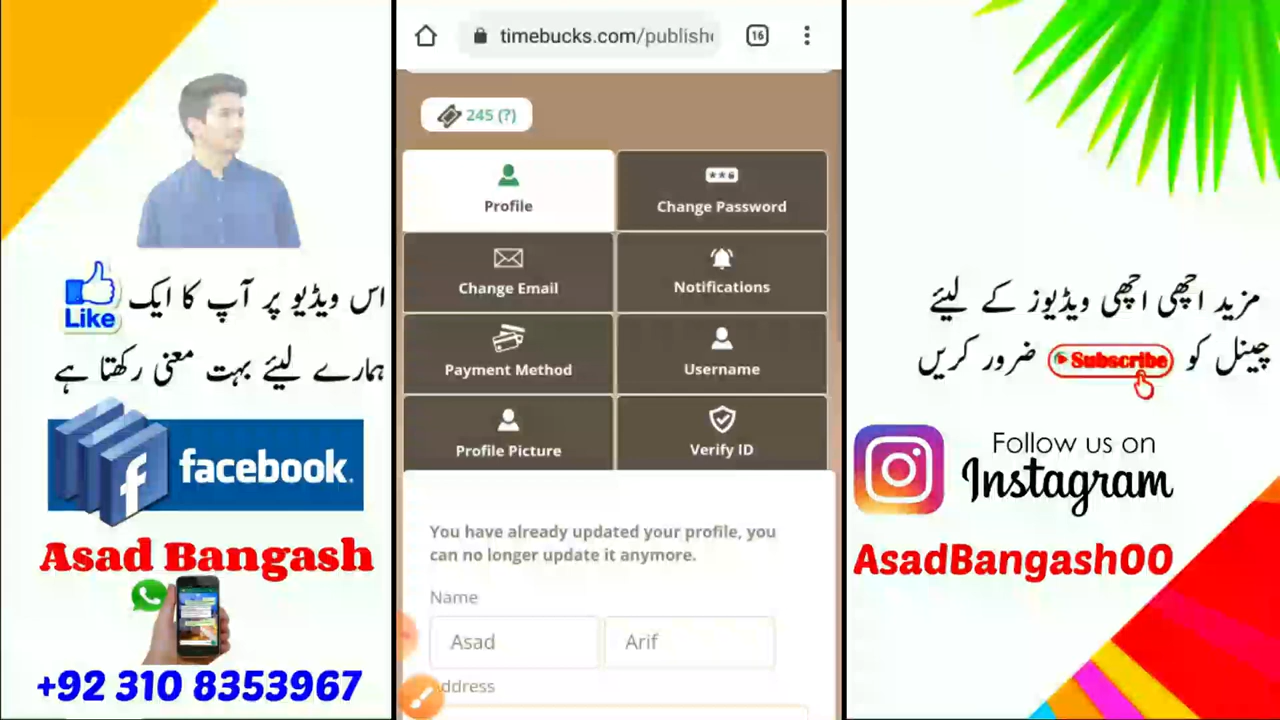 اس ویڈیو پر آپ کا ایک Like
ہمارے لیئے بہت معنی رکھتا ہے
facebook.
Asad Bangash
+92 310 8353967
timebucks.com/publishe
16
245 (?)
Profile
Change Password
Change Email
Notifications
Payment Method
Username
Profile Picture
Verify ID
You have already updated your profile, you
can no longer update it anymore.
Name
Asad
Arif
ddress
مزید اچھی اچھی ویڈیوز کے لیئے
چینل کو Subscribe ضرور کریں
Follow us on
Instagram
AsadBangash00